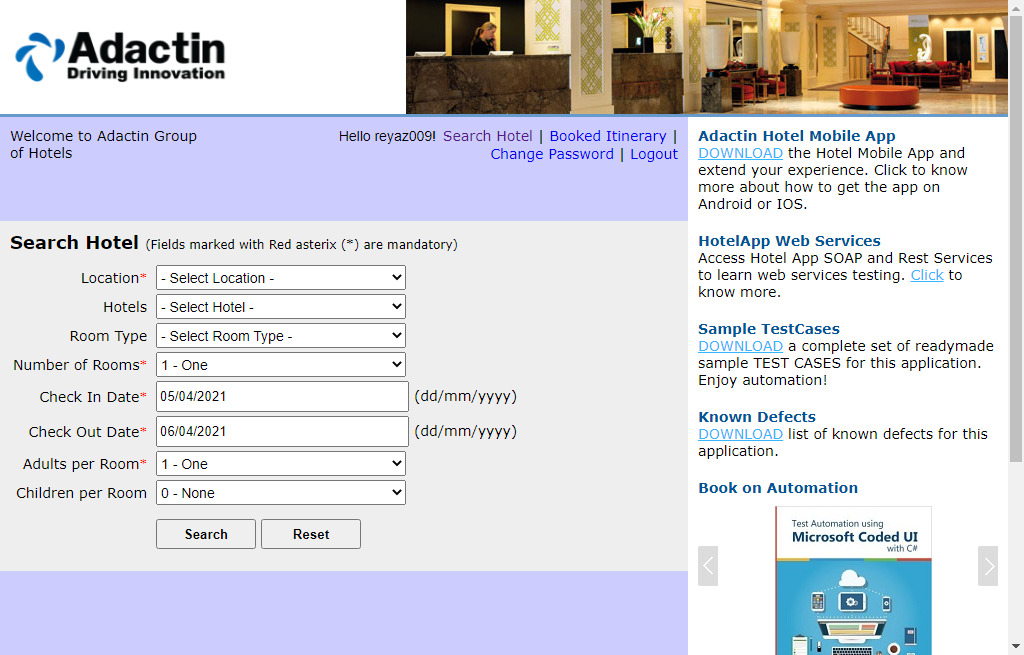 Adactin
Driving Innovation
Welcome to Adactin Group
of Hotels
Hello reyaz009! Search Hotel | Booked Itinerary |
Change Password | Logout
Search Hotel (Fields marked with Red asterix (*) are mandatory)
Location* - Select Location -
Hotels - Select Hotel -
Room Type - Select Room Type -
Number of Rooms* 1 - One
Check In Date* 05/04/2021 (dd/mm/yyyy)
Check Out Date* 06/04/2021 (dd/mm/yyyy)
Adults per Room* 1 - One
Children per Room 0 - None
Search Reset
Adactin Hotel Mobile App
DOWNLOAD the Hotel Mobile App and
extend your experience. Click to know
more about how to get the app on
Android or IOS.
HotelApp Web Services
Access Hotel App SOAP and Rest Services
to learn web services testing. Click to
know more.
Sample TestCases
DOWNLOAD a complete set of readymade
sample TEST CASES for this application.
Enjoy automation!
Known Defects
DOWNLOAD list of known defects for this
application.
Book on Automation
Test Automation using
Microsoft Coded UI
with C#